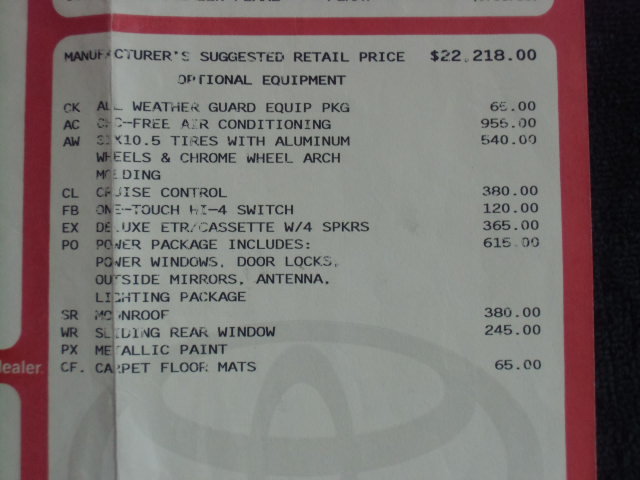 MANUFACTURER'S SUGGESTED RETAIL PRICE $22,218.00
OPTIONAL EQUIPMENT
CK ALL WEATHER GUARD EQUIP PKG 65.00
AC CFC-FREE AIR CONDITIONING 955.00
AW 31X10.5 TIRES WITH ALUMINUM 540.00
WHEELS & CHROME WHEEL ARCH
MOLDING
CL CRUISE CONTROL 380.00
FB ONE-TOUCH HI-4 SWITCH 120.00
EX DELUXE ETR/CASSETTE W/4 SPKRS 365.00
PO POWER PACKAGE INCLUDES: 615.00
POWER WINDOWS, DOOR LOCKS,
OUTSIDE MIRRORS, ANTENNA,
LIGHTING PACKAGE
SR MOONROOF 380.00
WR SLIDING REAR WINDOW 245.00
PX METALLIC PAINT
CF. CARPET FLOOR MATS 65.00
dealer.